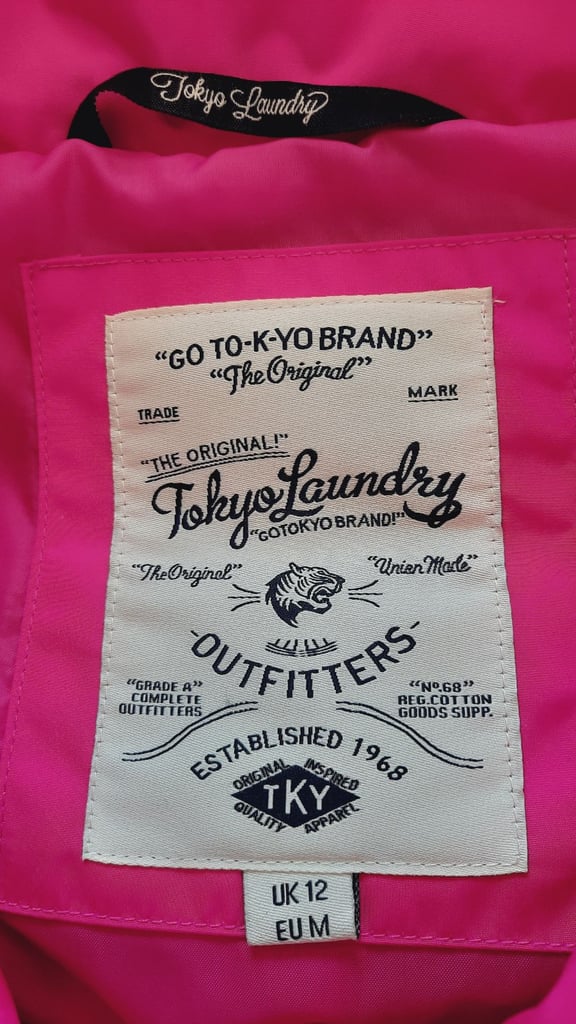 Tokyo Laundry
“GO TO-K-YO BRAND”
“The Original”
TRADE
MARK
“THE ORIGINAL!”
Tokyo Laundry
“GOTOKYO BRAND!”
“The Original”
“Union Made”
OUTFITTERS
“GRADE A”
COMPLETE
OUTFITTERS
“Nº.68”
REG.COTTON
GOODS SUPP.
ESTABLISHED 1968
ORIGINAL INSPIRED
TKY
QUALITY APPAREL
UK 12
EU M